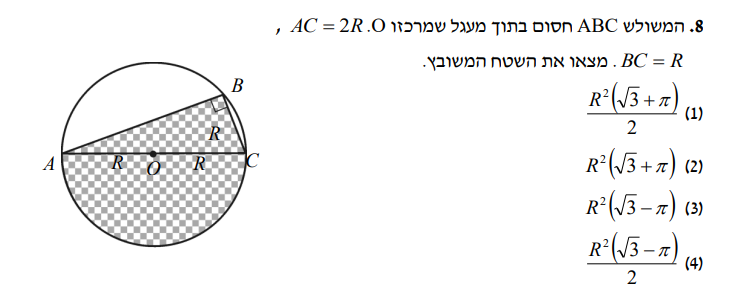 8. המשולש ABC חסום בתוך מעגל שמרכזו O. AC = 2R ,
BC = R . מצאו את השטח המשובץ.
(1) \frac{R^2(\sqrt{3}+\pi)}{2}
(2) R^2(\sqrt{3}+\pi)
(3) R^2(\sqrt{3}-\pi)
(4) \frac{R^2(\sqrt{3}-\pi)}{2}
B
R
A R O R C